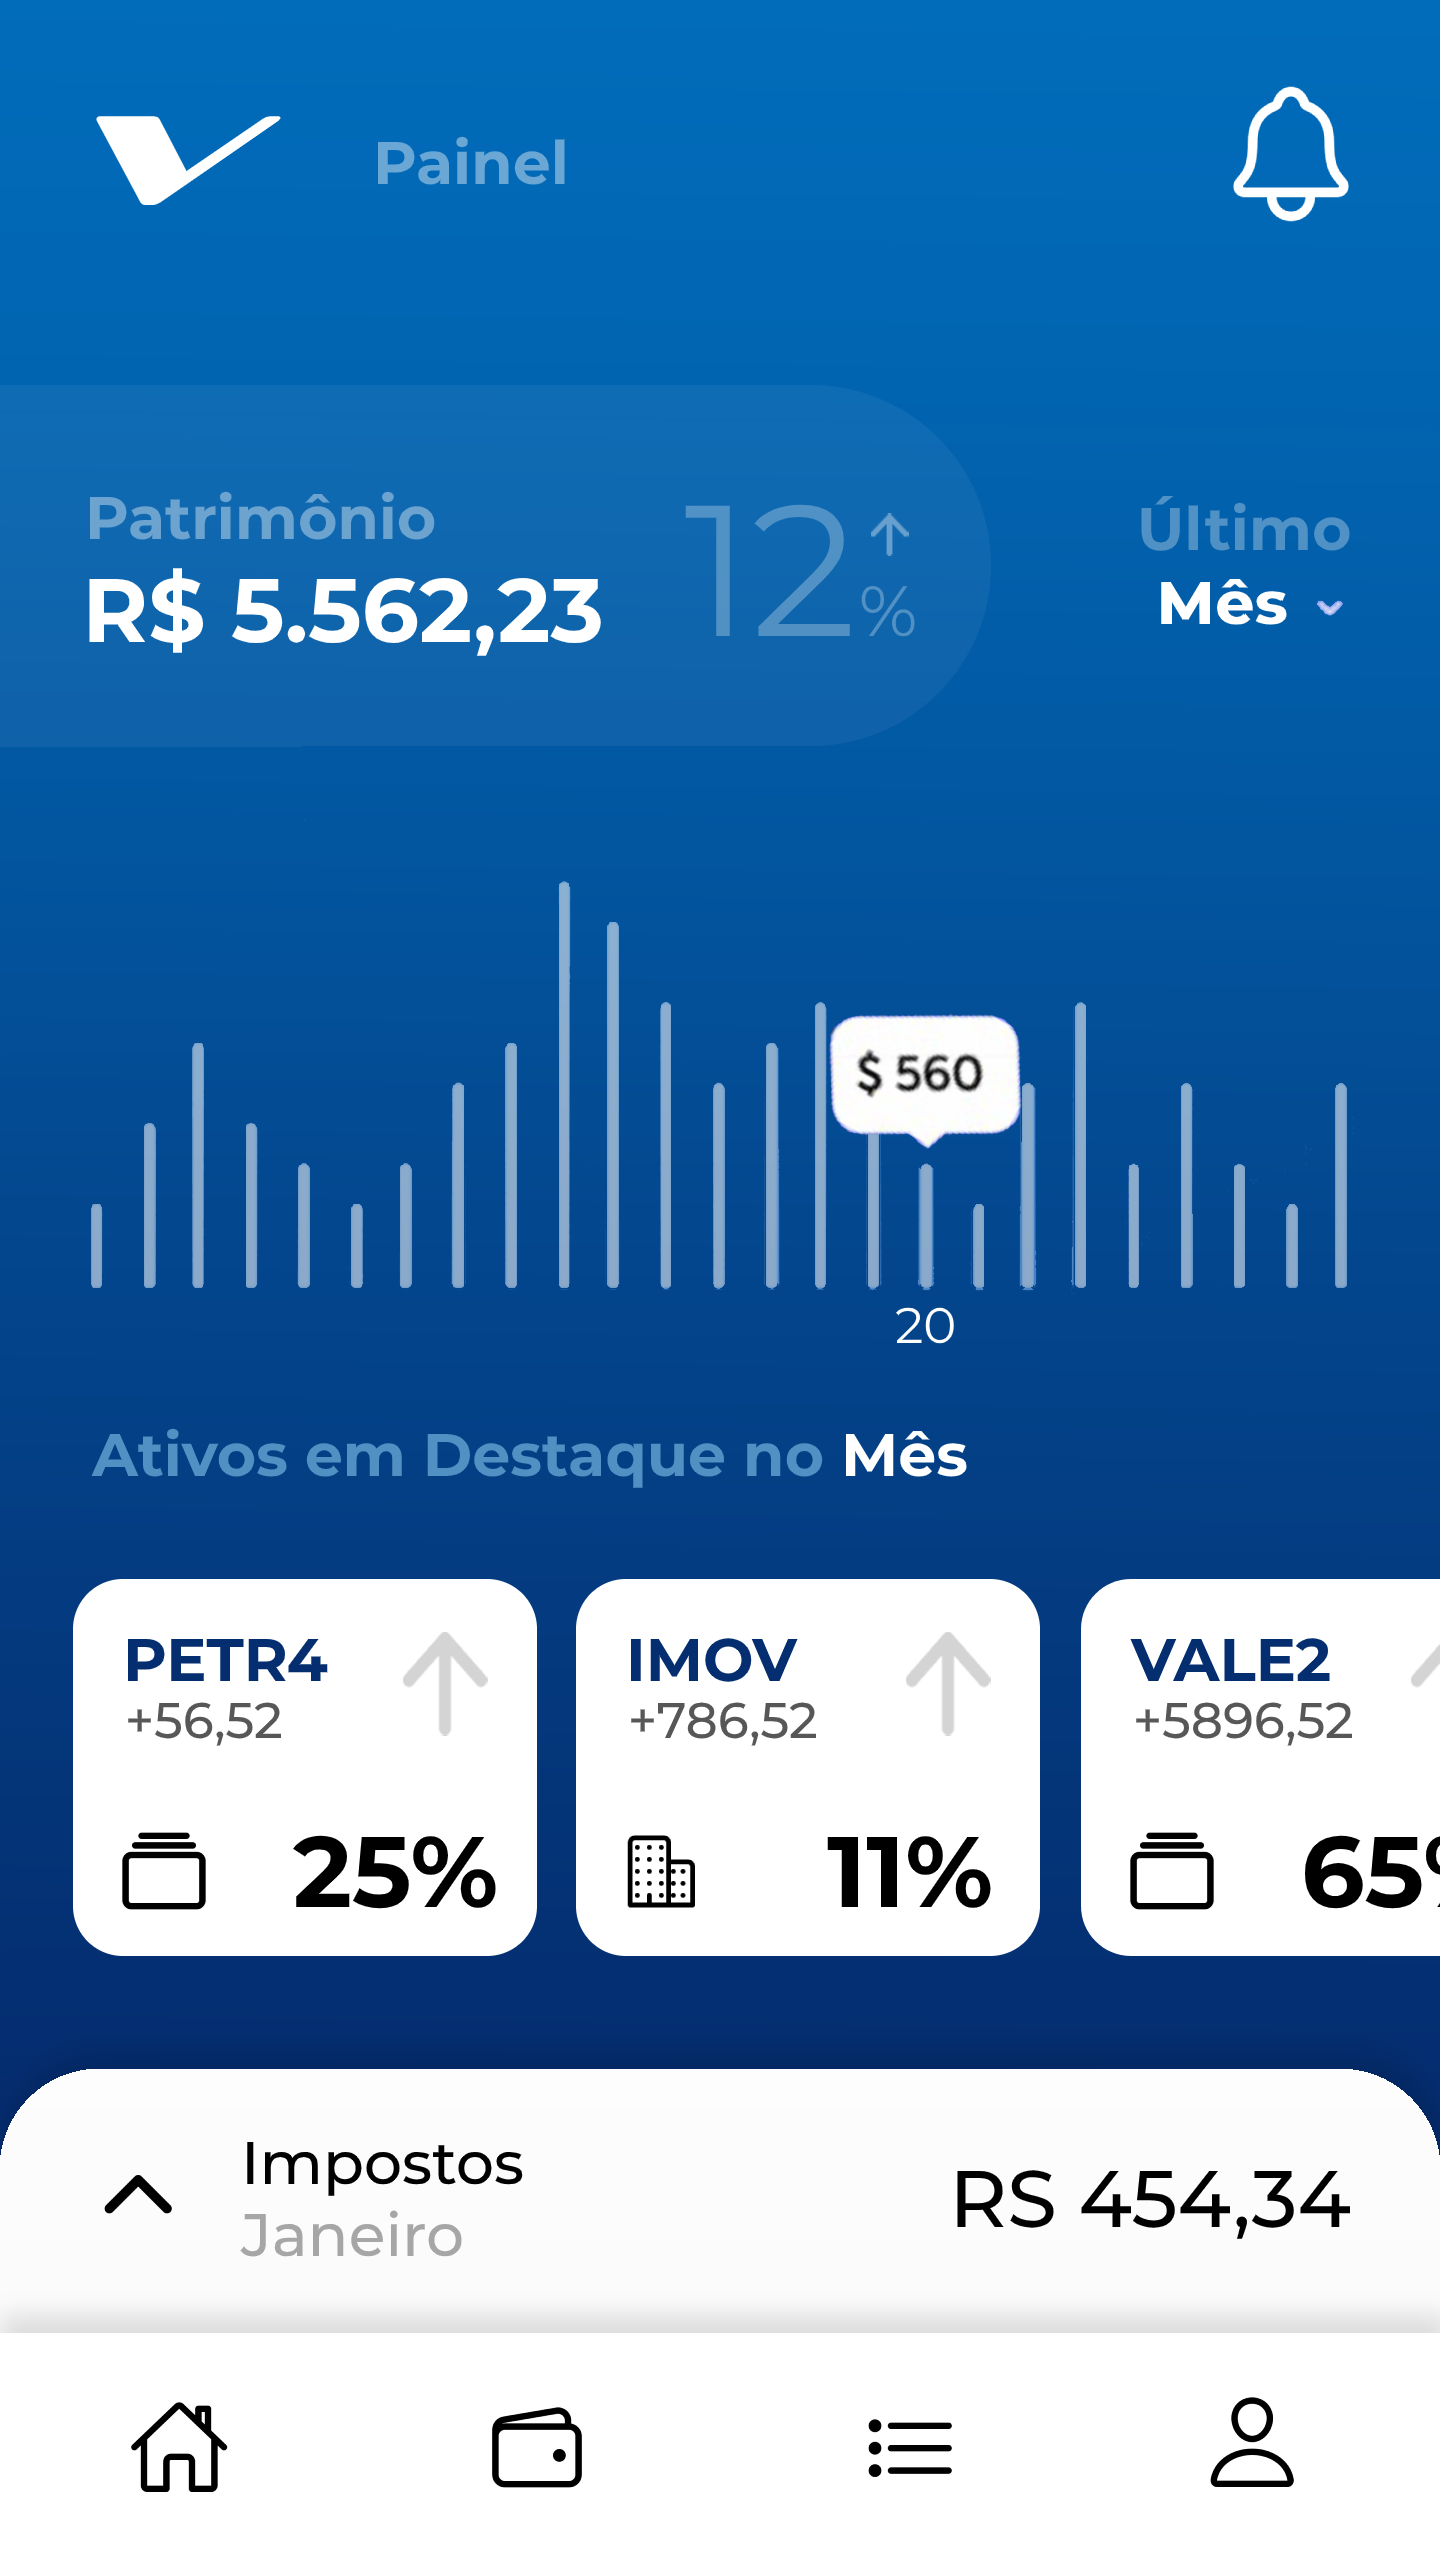 Painel
Patrimônio
R$ 5.562,23
12
%
Último
Mês
$ 560
20
Ativos em Destaque no Mês
PETR4
+56,52
25%
IMOV
+786,52
11%
VALE2
+5896,52
65%
Impostos
Janeiro
RS 454,34